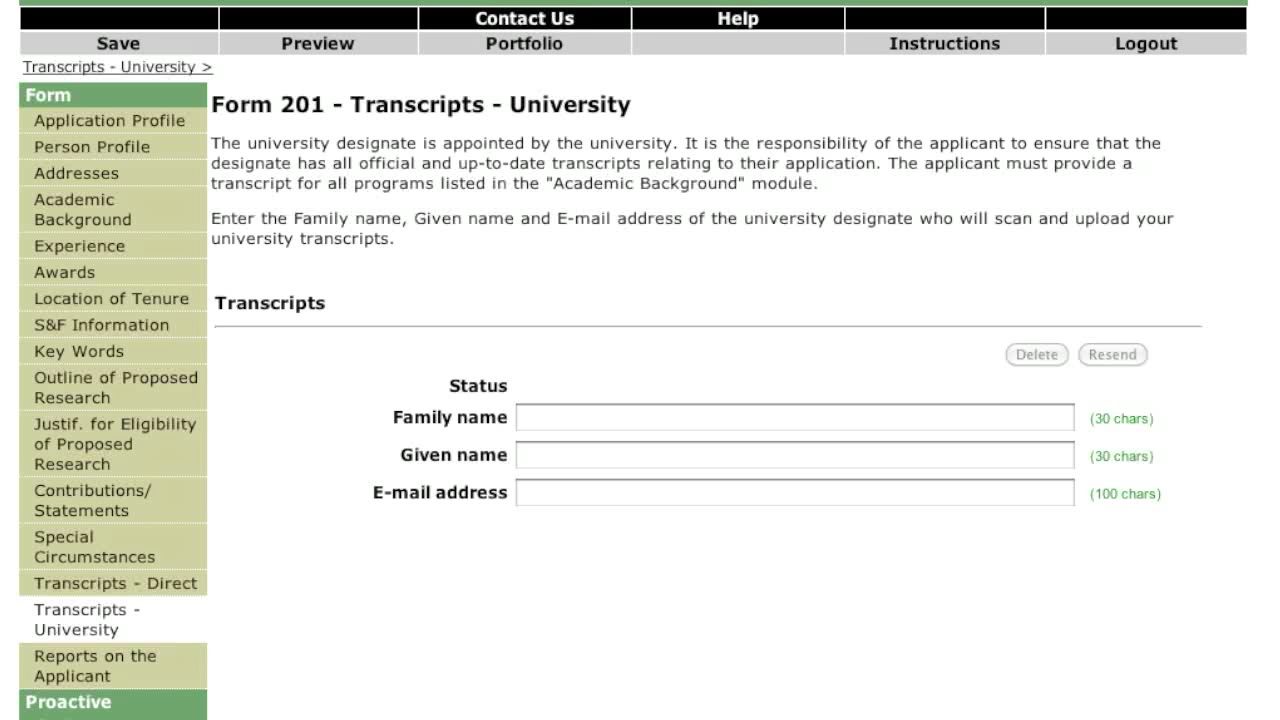 Contact Us Help
Save Preview Portfolio Instructions Logout
Transcripts - University >
Form
Application Profile
Person Profile
Addresses
Academic
Background
Experience
Awards
Location of Tenure
S&F Information
Key Words
Outline of Proposed
Research
Justif. for Eligibility
of Proposed
Research
Contributions/
Statements
Special
Circumstances
Transcripts - Direct
Transcripts -
University
Reports on the
Applicant
Proactive
Form 201 - Transcripts - University
The university designate is appointed by the university. It is the responsibility of the applicant to ensure that the
designate has all official and up-to-date transcripts relating to their application. The applicant must provide a
transcript for all programs listed in the "Academic Background" module.
Enter the Family name, Given name and E-mail address of the university designate who will scan and upload your
university transcripts.
Transcripts
Delete Resend
Status
Family name (30 chars)
Given name (30 chars)
E-mail address (100 chars)